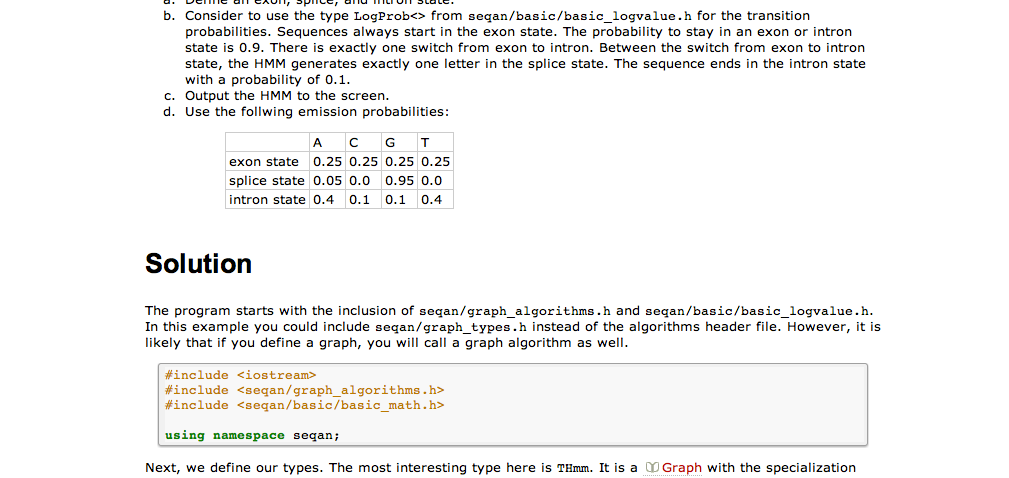 b. Consider to use the type LogProb<> from seqan/basic/basic_logvalue.h for the transition
probabilities. Sequences always start in the exon state. The probability to stay in an exon or intron
state is 0.9. There is exactly one switch from exon to intron. Between the switch from exon to intron
state, the HMM generates exactly one letter in the splice state. The sequence ends in the intron state
with a probability of 0.1.
c. Output the HMM to the screen.
d. Use the follwing emission probabilities:
A C G T
exon state 0.25 0.25 0.25 0.25
splice state 0.05 0.0 0.95 0.0
intron state 0.4 0.1 0.1 0.4
Solution
The program starts with the inclusion of seqan/graph_algorithms.h and seqan/basic/basic_logvalue.h.
In this example you could include seqan/graph_types.h instead of the algorithms header file. However, it is
likely that if you define a graph, you will call a graph algorithm as well.
#include <iostream>
#include <seqan/graph_algorithms.h>
#include <seqan/basic/basic_math.h>
using namespace seqan;
Next, we define our types. The most interesting type here is THmm. It is a Graph with the specialization